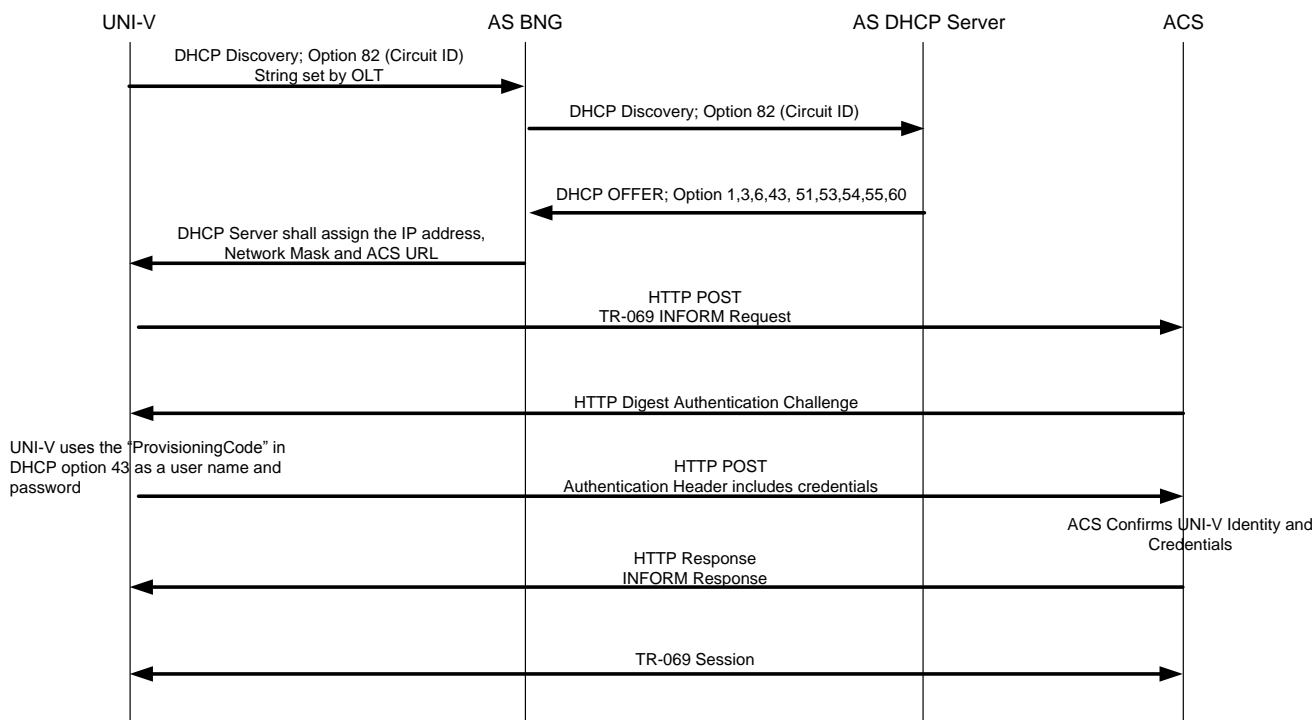 UNI-V
AS BNG
AS DHCP Server
ACS
DHCP Discovery; Option 82 (Circuit ID)
String set by OLT
DHCP Discovery; Option 82 (Circuit ID)
DHCP OFFER; Option 1,3,6,43, 51,53,54,55,60
DHCP Server shall assign the IP address,
Network Mask and ACS URL
HTTP POST
TR-069 INFORM Request
HTTP Digest Authentication Challenge
UNI-V uses the “ProvisioningCode” in
DHCP option 43 as a user name and
password
HTTP POST
Authentication Header includes credentials
ACS Confirms UNI-V Identity and
Credentials
HTTP Response
INFORM Response
TR-069 Session